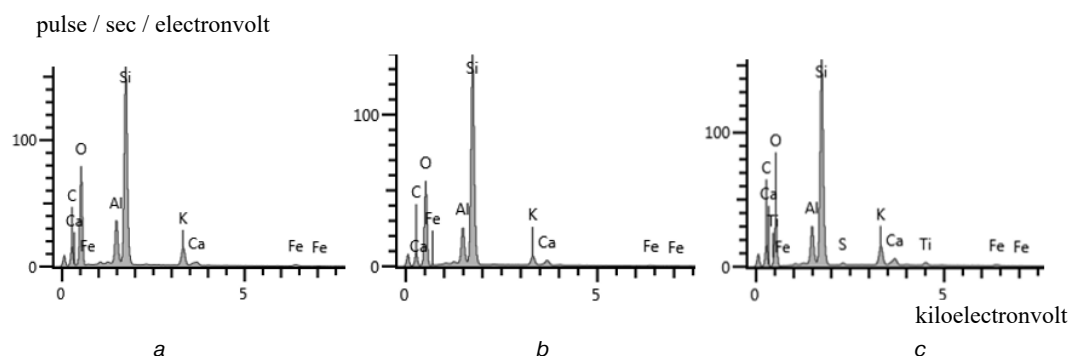 pulse / sec / electronvolt
Si
100
O
C
Ca
Al
K
Fe
Ca
Fe
Fe
0
0
5
a
Si
100
O
C
Fe
Al
K
Ca
Ca
Fe
Fe
0
0
5
b
Si
100
O
C
Ca
Ti
Al
K
Fe
S
Ca
Ti
Fe
Fe
0
0
5
kiloelectronvolt
c